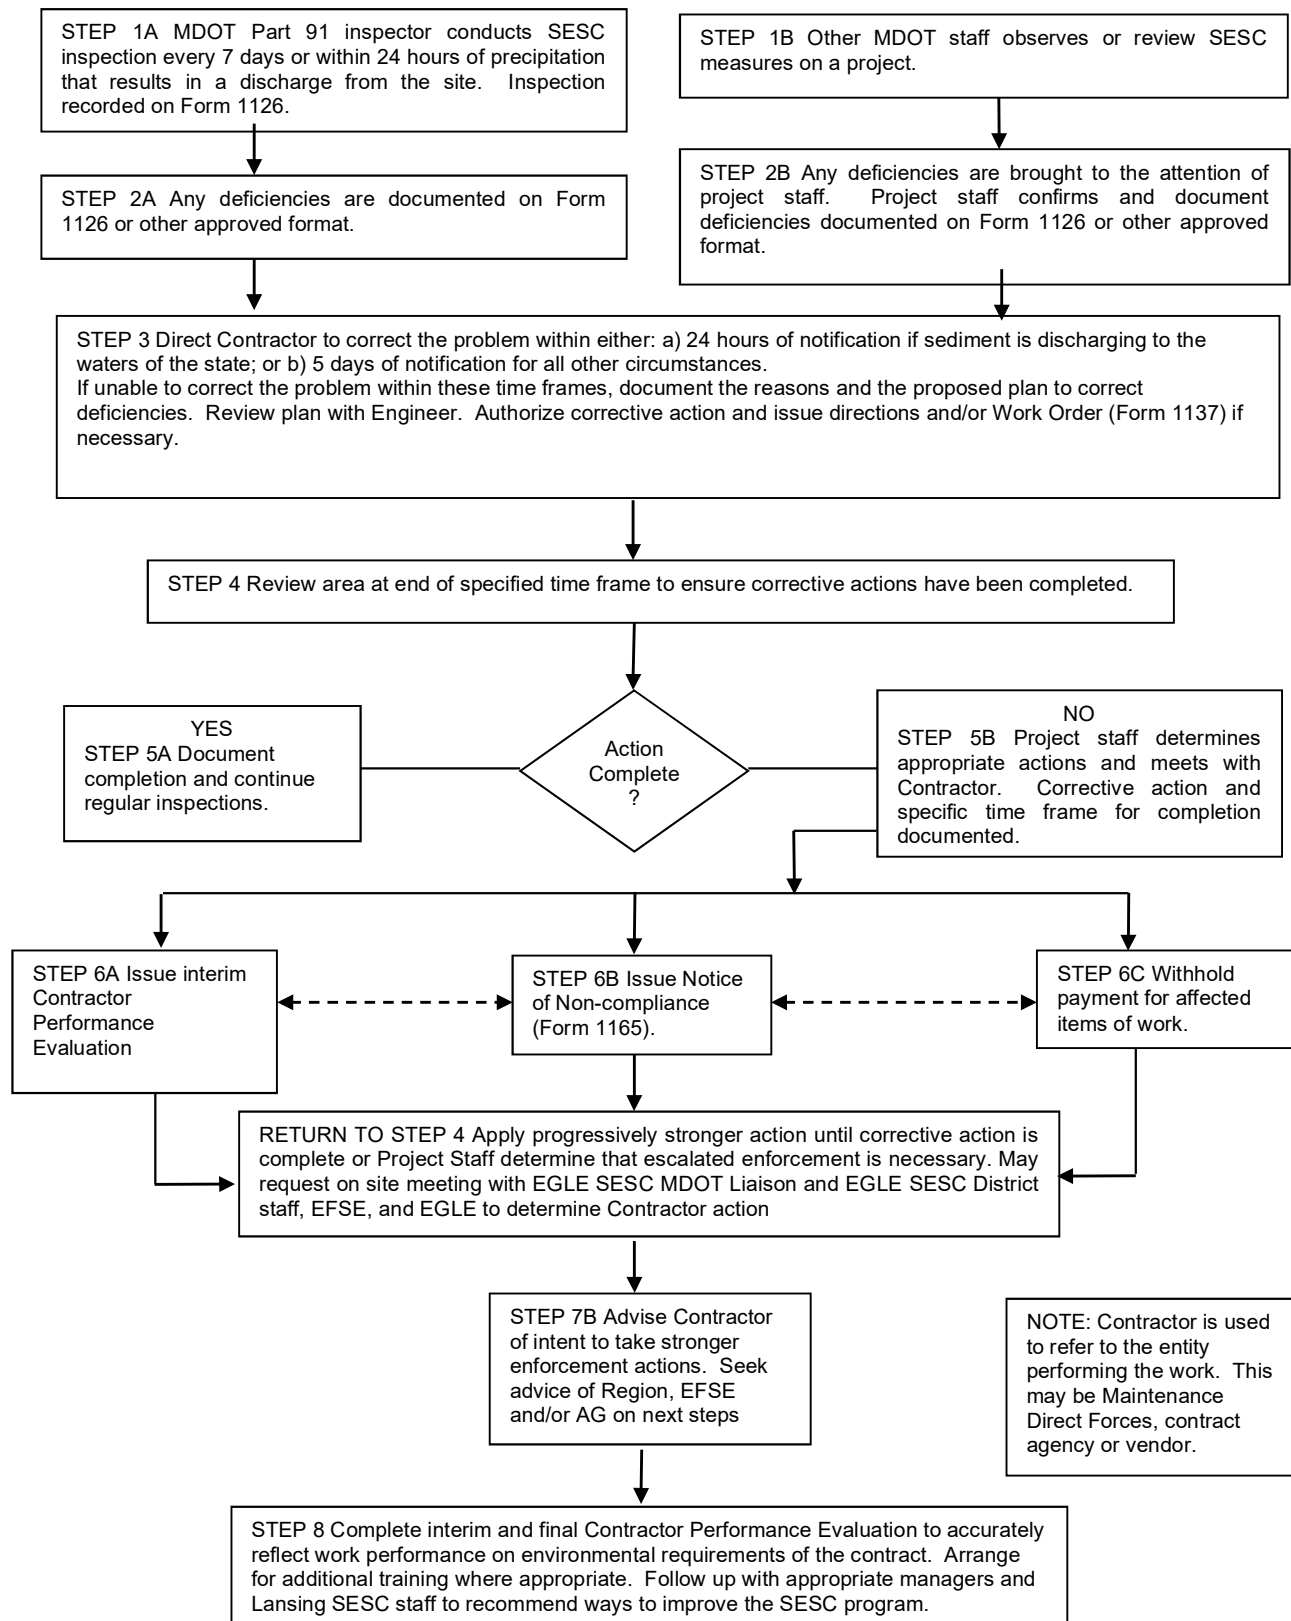 STEP 1A MDOT Part 91 inspector conducts SESC
inspection every 7 days or within 24 hours of precipitation
that results in a discharge from the site. Inspection
recorded on Form 1126.
STEP 1B Other MDOT staff observes or review SESC
measures on a project.
STEP 2A Any deficiencies are documented on Form
1126 or other approved format.
STEP 2B Any deficiencies are brought to the attention of
project staff. Project staff confirms and document
deficiencies documented on Form 1126 or other approved
format.
STEP 3 Direct Contractor to correct the problem within either: a) 24 hours of notification if sediment is discharging to the
waters of the state; or b) 5 days of notification for all other circumstances.
If unable to correct the problem within these time frames, document the reasons and the proposed plan to correct
deficiencies. Review plan with Engineer. Authorize corrective action and issue directions and/or Work Order (Form 1137) if
necessary.
STEP 4 Review area at end of specified time frame to ensure corrective actions have been completed.
YES
STEP 5A Document
completion and continue
regular inspections.
Action
Complete
?
NO
STEP 5B Project staff determines
appropriate actions and meets with
Contractor. Corrective action and
specific time frame for completion
documented.
STEP 6A Issue interim
Contractor
Performance
Evaluation
STEP 6B Issue Notice
of Non-compliance
(Form 1165).
STEP 6C Withhold
payment for affected
items of work.
RETURN TO STEP 4 Apply progressively stronger action until corrective action is
complete or Project Staff determine that escalated enforcement is necessary. May
request on site meeting with EGLE SESC MDOT Liaison and EGLE SESC District
staff, EFSE, and EGLE to determine Contractor action
STEP 7B Advise Contractor
of intent to take stronger
enforcement actions. Seek
advice of Region, EFSE
and/or AG on next steps
NOTE: Contractor is used
to refer to the entity
performing the work. This
may be Maintenance
Direct Forces, contract
agency or vendor.
STEP 8 Complete interim and final Contractor Performance Evaluation to accurately
reflect work performance on environmental requirements of the contract. Arrange
for additional training where appropriate. Follow up with appropriate managers and
Lansing SESC staff to recommend ways to improve the SESC program.